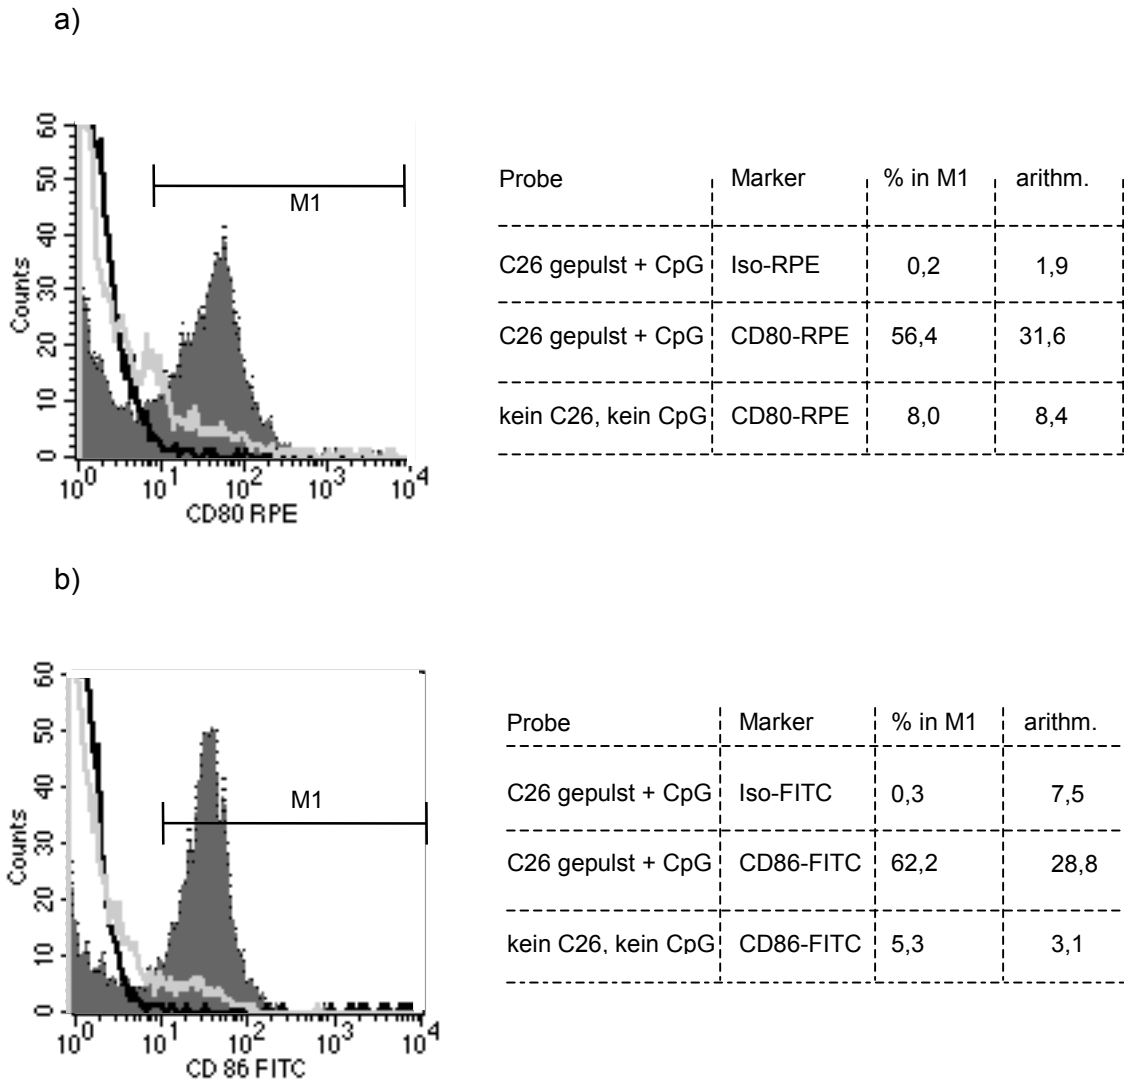 a)
60
50
40
30
20
10
0
Counts
M1
10^0 10^1 10^2 10^3 10^4
CD80 RPE
Probe Marker % in M1 arithm.
C26 gepulst + CpG Iso-RPE 0,2 1,9
C26 gepulst + CpG CD80-RPE 56,4 31,6
kein C26, kein CpG CD80-RPE 8,0 8,4
b)
60
50
40
30
20
10
0
Counts
M1
10^0 10^1 10^2 10^3 10^4
CD 86 FITC
Probe Marker % in M1 arithm.
C26 gepulst + CpG Iso-FITC 0,3 7,5
C26 gepulst + CpG CD86-FITC 62,2 28,8
kein C26, kein CpG CD86-FITC 5,3 3,1